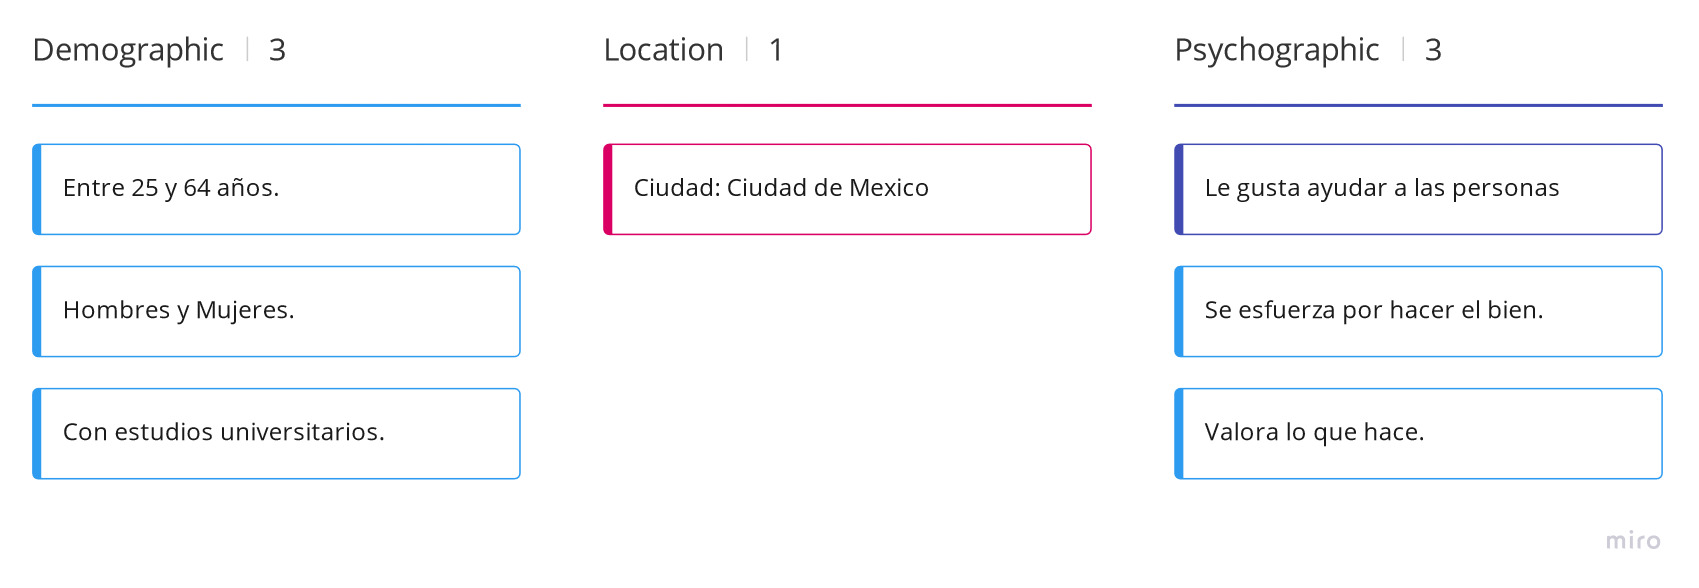 Demographic | 3
Entre 25 y 64 años.
Hombres y Mujeres.
Con estudios universitarios.
Location | 1
Ciudad: Ciudad de Mexico
Psychographic | 3
Le gusta ayudar a las personas
Se esfuerza por hacer el bien.
Valora lo que hace.
miro